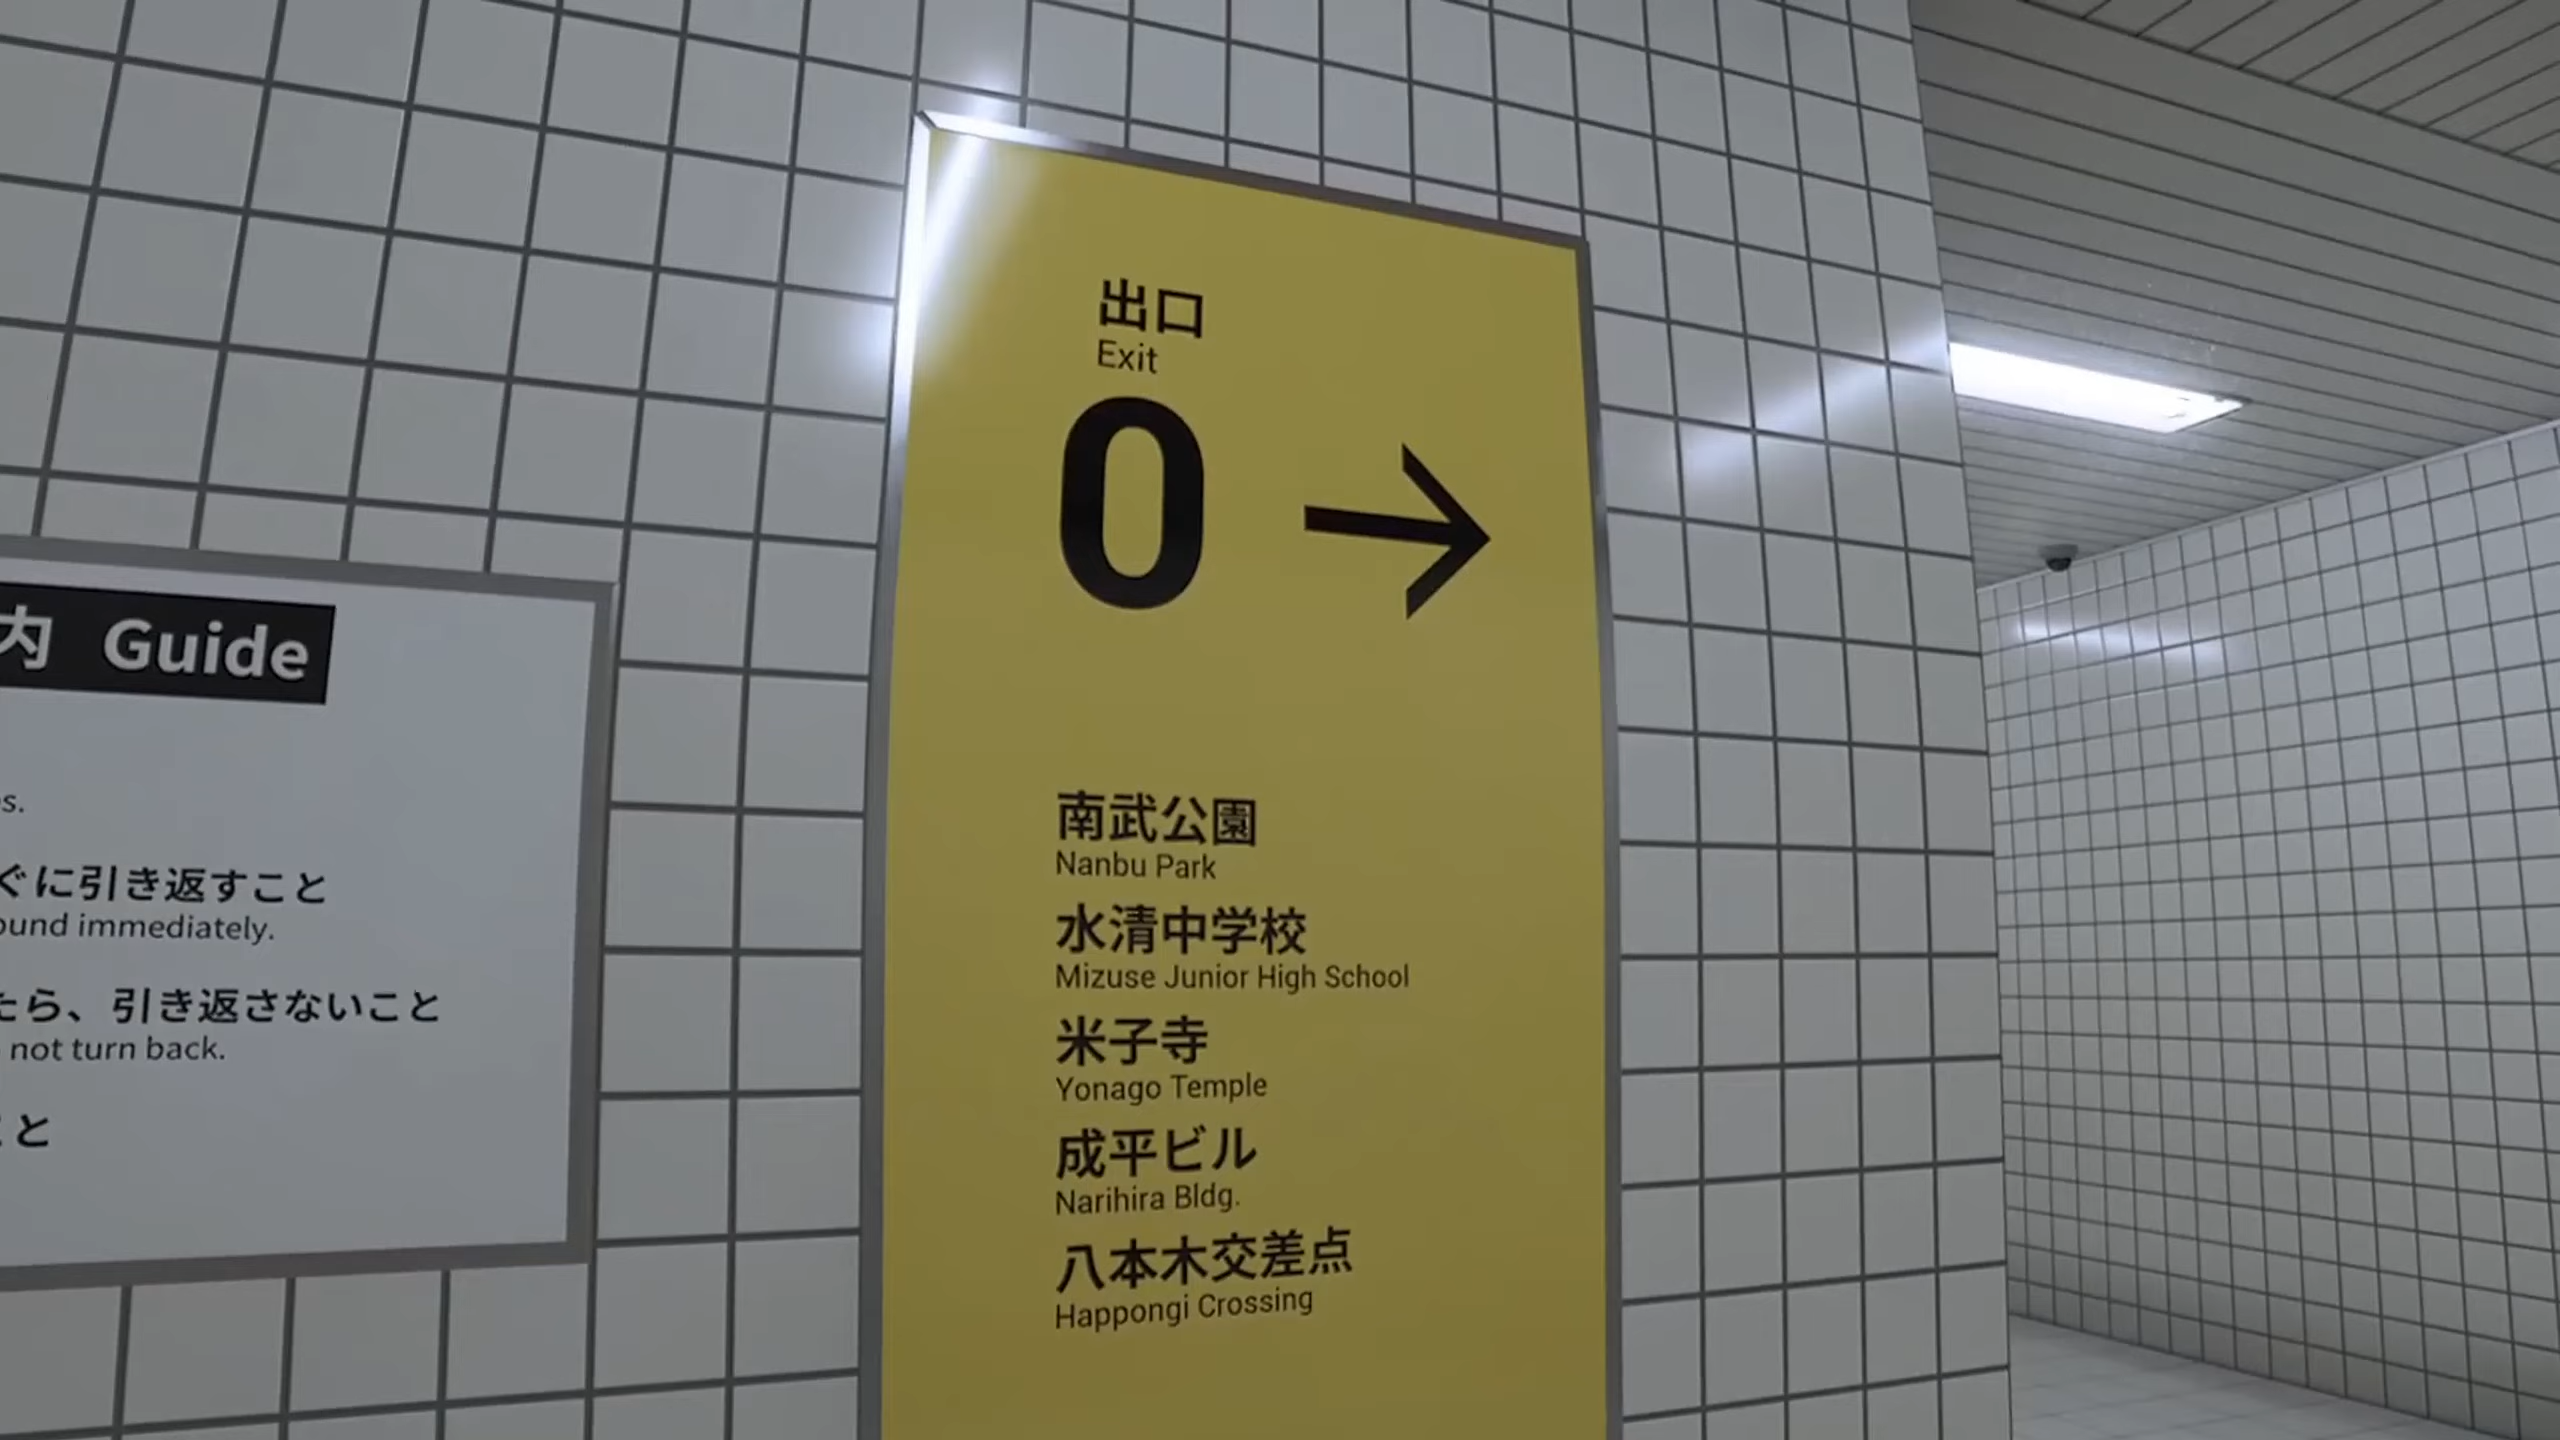 内 Guide
s.
ぐに引き返すこと
ound immediately.
たら、引き返さないこと
not turn back.
こと
出口
Exit
0
南武公園
Nanbu Park
水清中学校
Mizuse Junior High School
米子寺
Yonago Temple
成平ビル
Narihira Bldg.
八本木交差点
Happongi Crossing